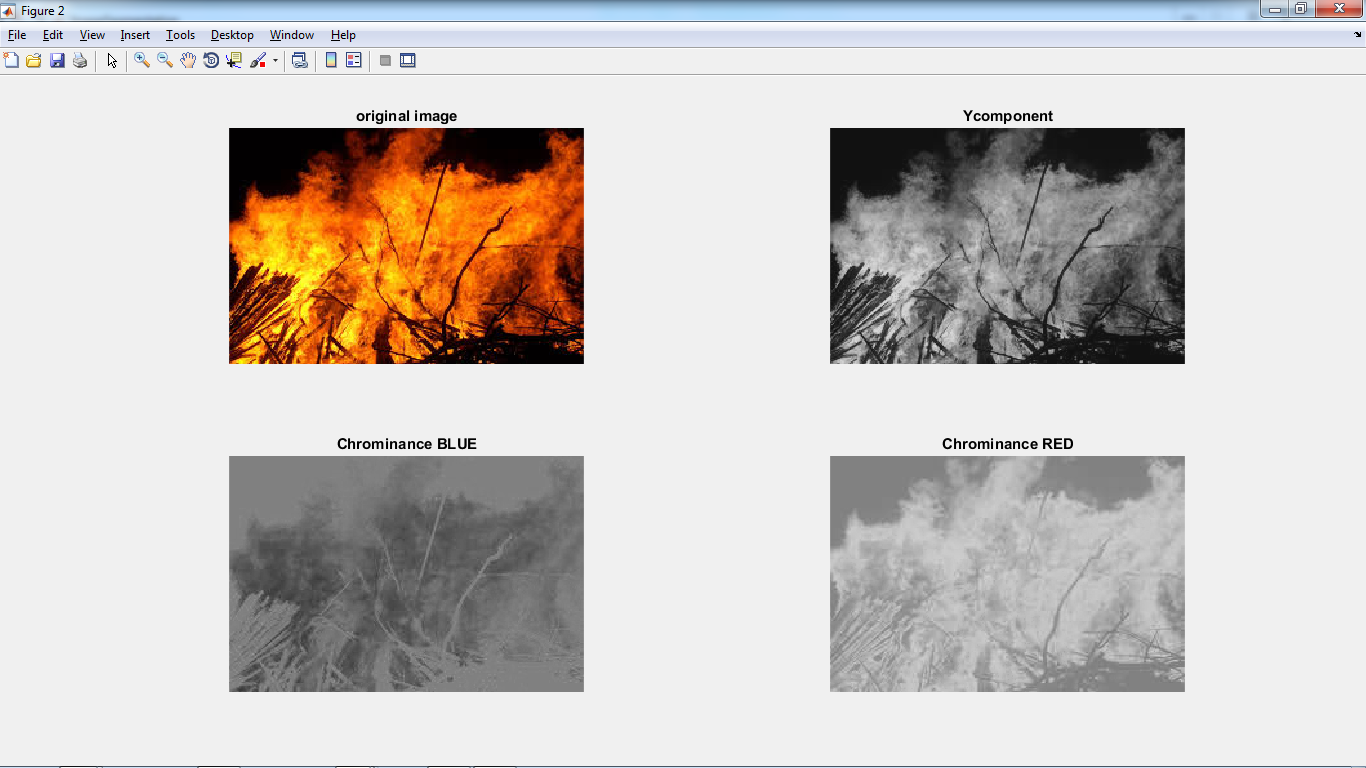 Figure 2
File Edit View Insert Tools Desktop Window Help
original image
Ycomponent
Chrominance BLUE
Chrominance RED